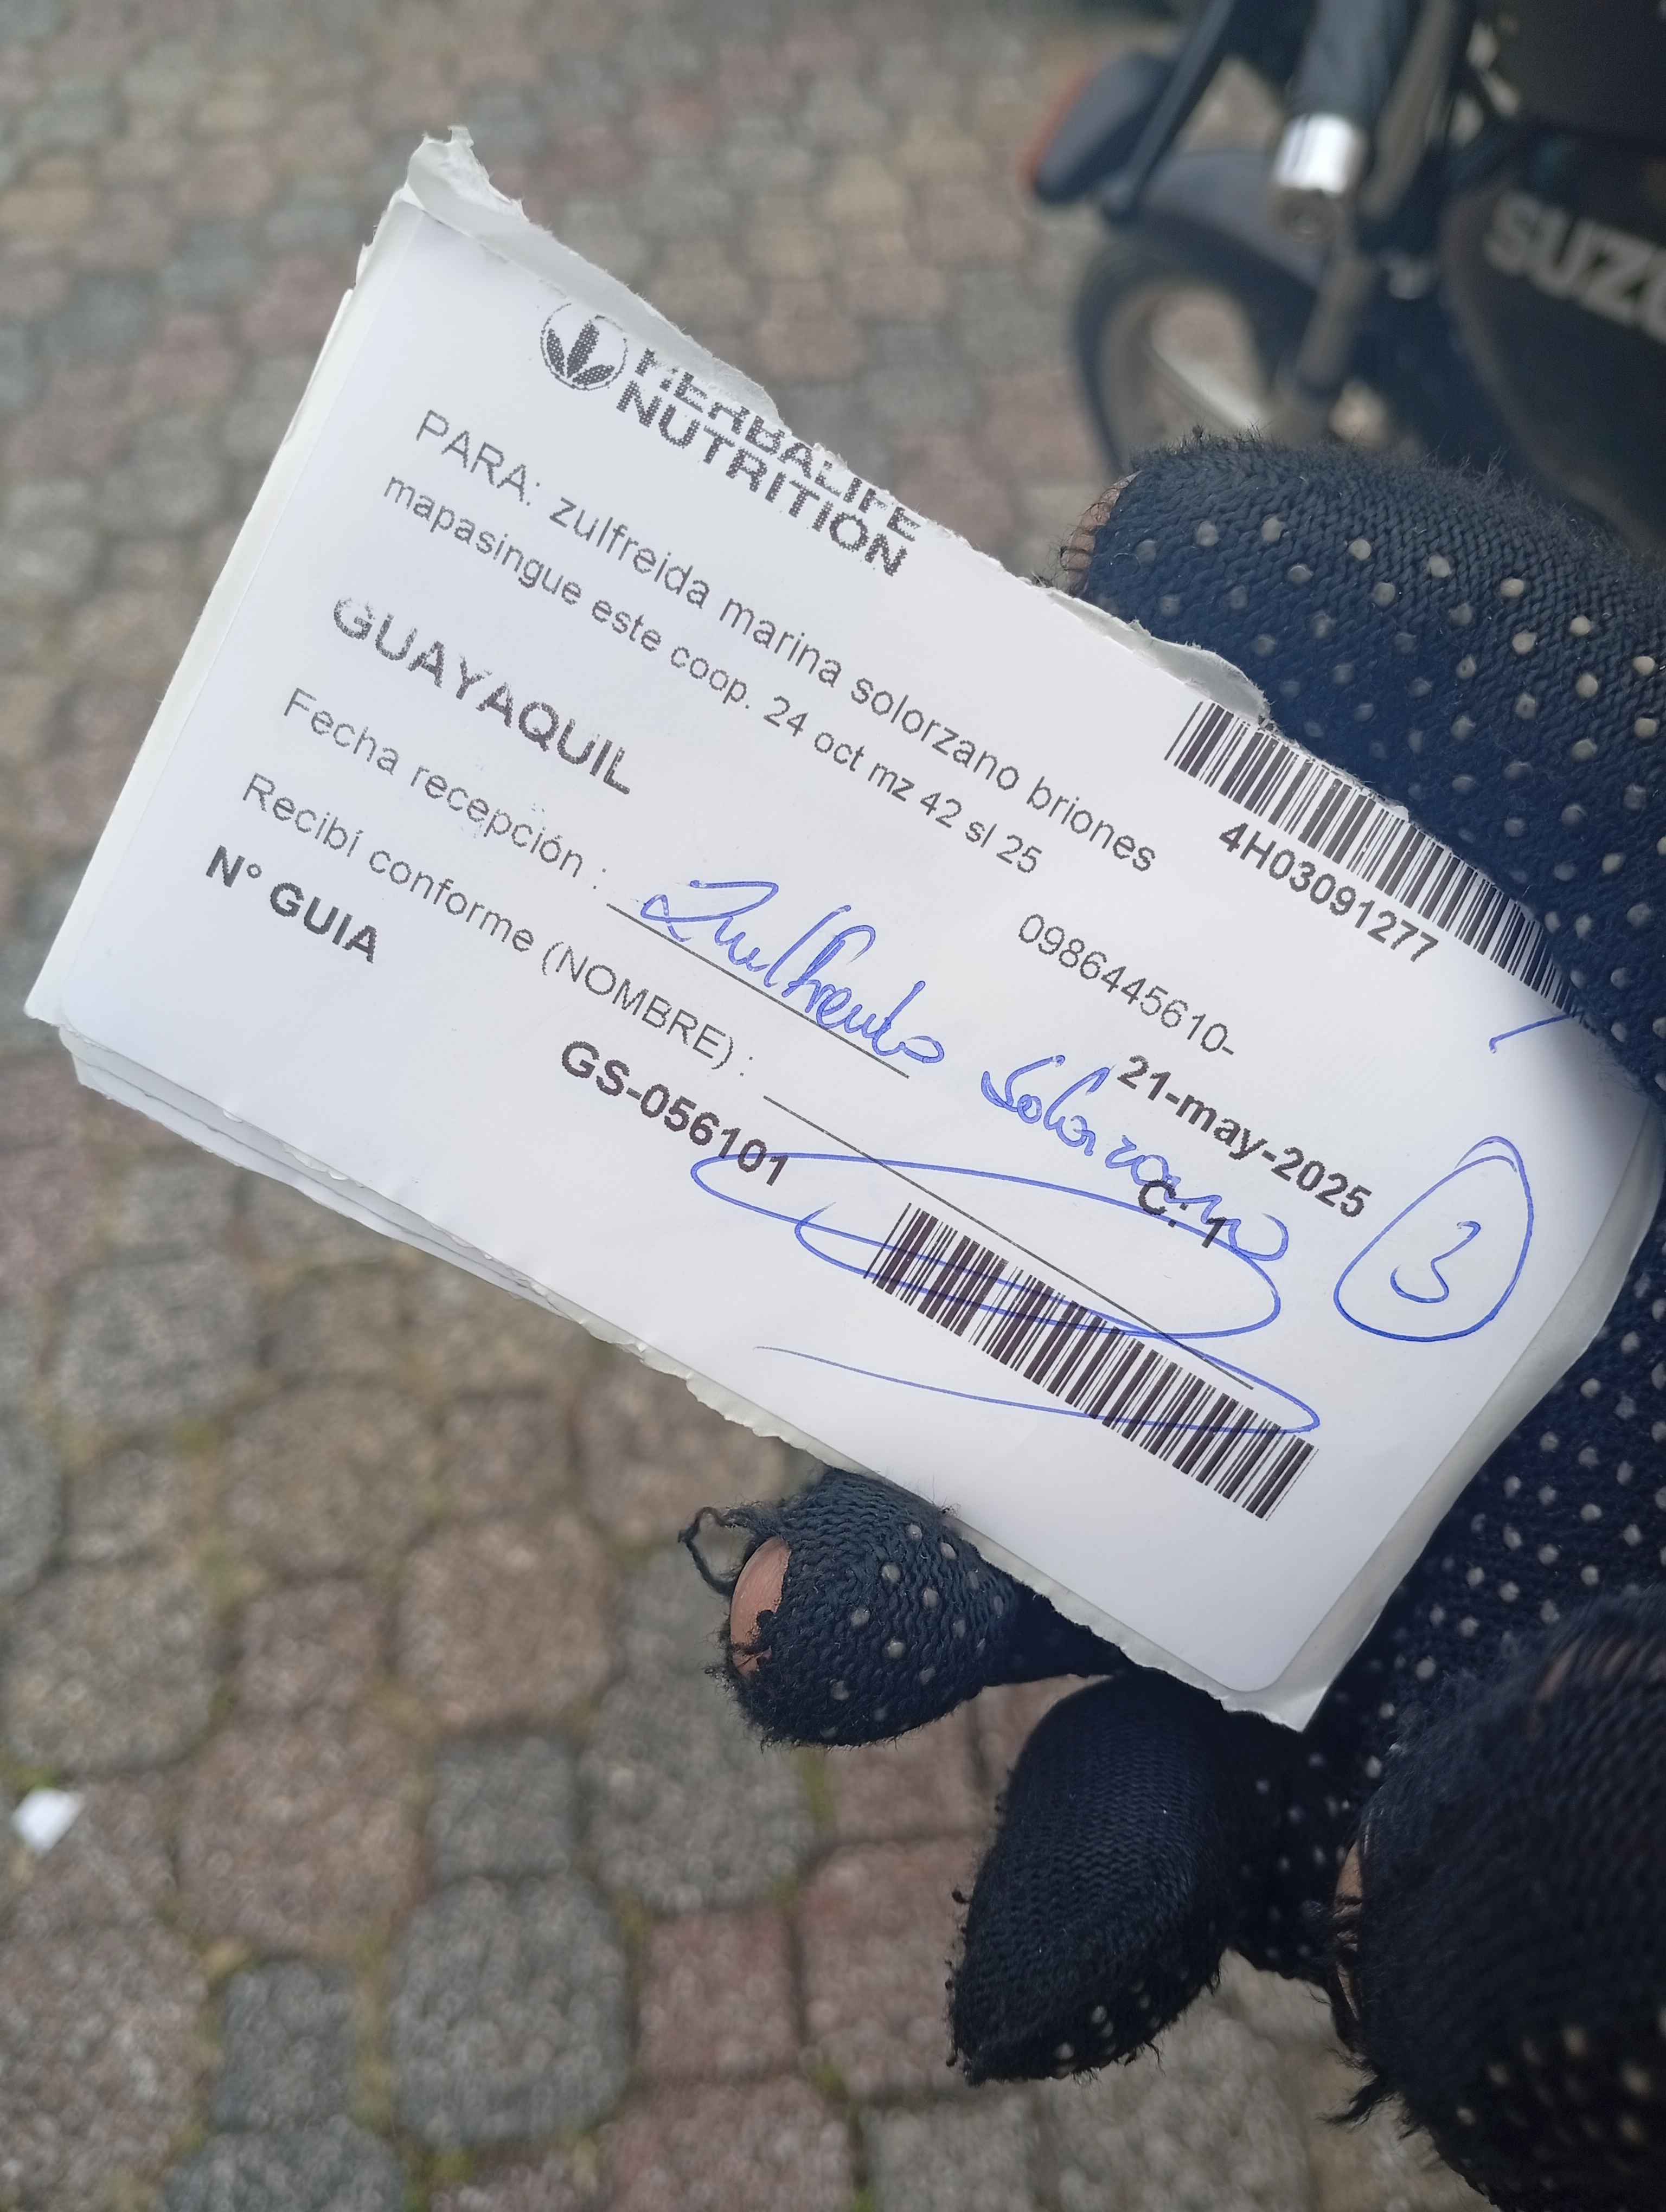 HERBALIFE
NUTRITION
4H03091277
PARA: zulfreida marina solorzano briones
mapasingue este coop. 24 oct mz 42 sl 25
0986445610-
GUAYAQUIL
21-may-2025
Fecha recepción :
Solorzano
C. 1
3
Recibí conforme (NOMBRE) :
N° GUIA
GS-056101
SUZU